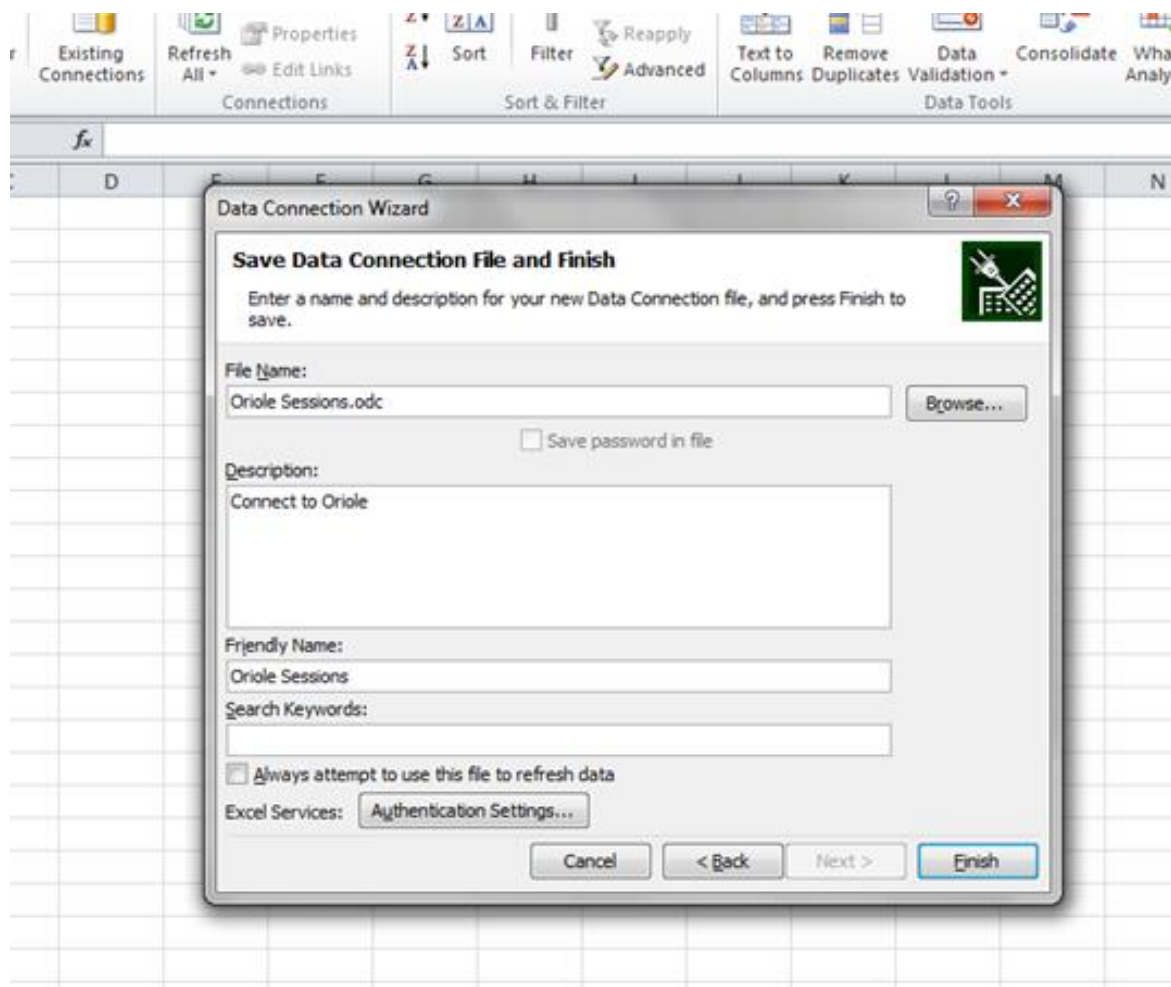 Existing
Connections
Refresh
All
Properties
Edit Links
Connections
Sort
Filter
Reapply
Advanced
Sort & Filter
Text to
Columns
Remove
Duplicates
Data
Validation
Consolidate
Data Tools
fx
D
N
Data Connection Wizard
Save Data Connection File and Finish
Enter a name and description for your new Data Connection file, and press Finish to
save.
File Name:
Oriole Sessions.odc
Browse...
Save password in file
Description:
Connect to Oriole
Friendly Name:
Oriole Sessions
Search Keywords:
Always attempt to use this file to refresh data
Excel Services:
Authentication Settings...
Cancel
< Back
Next >
Finish